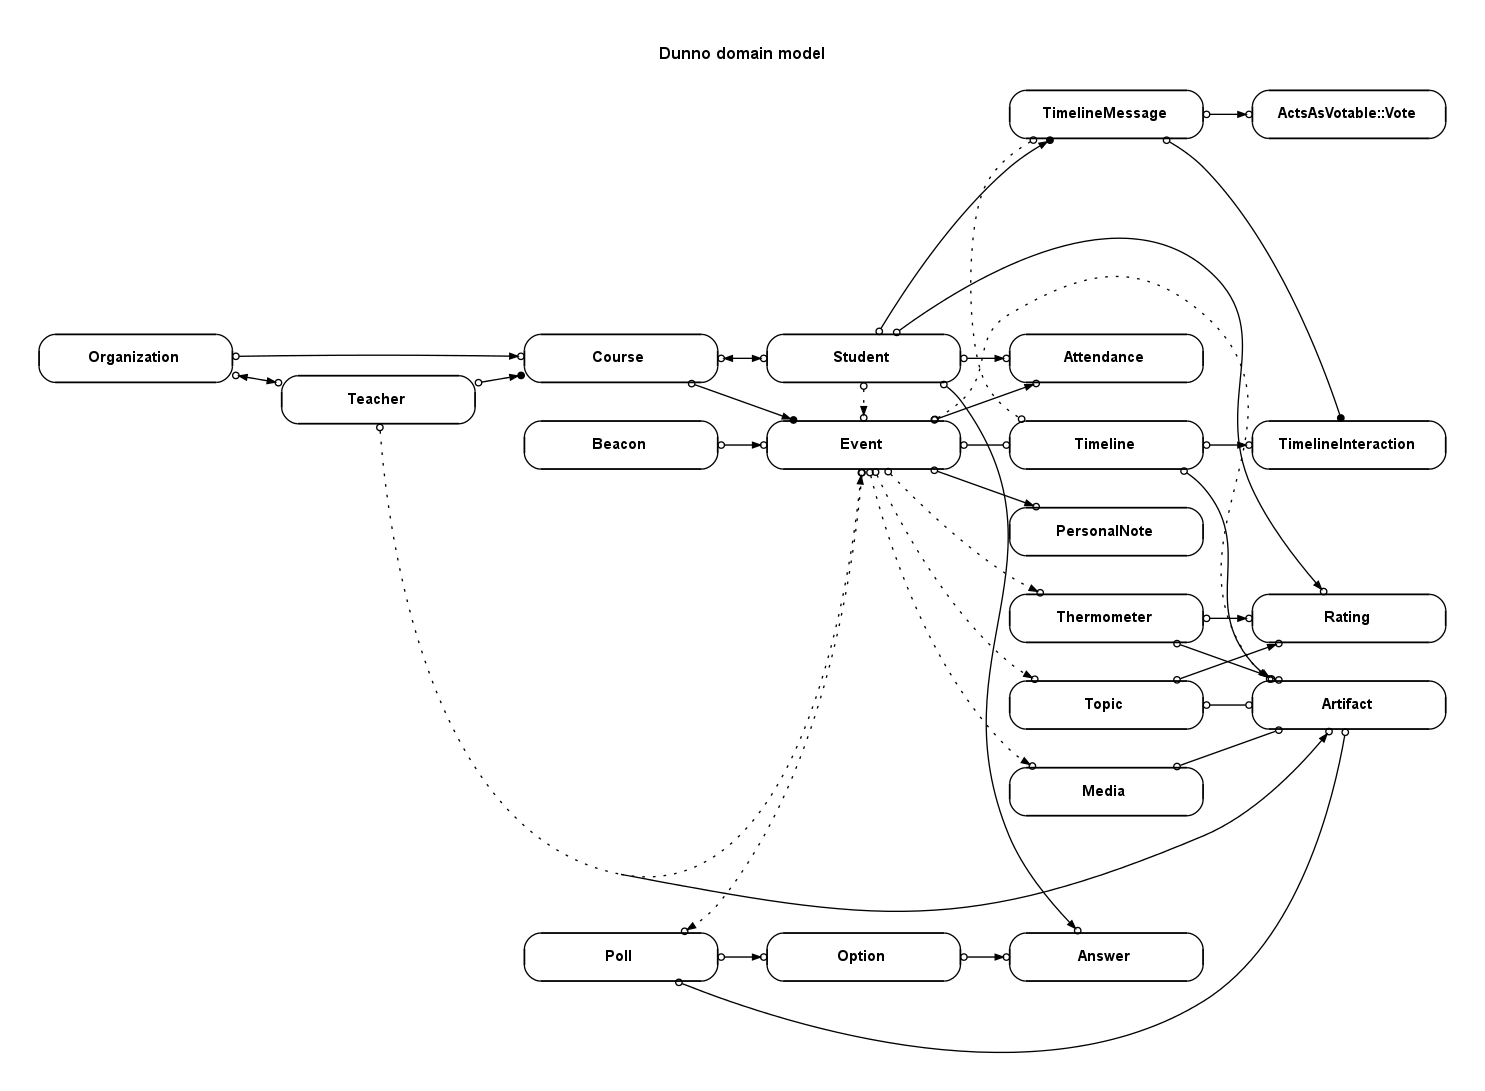 Dunno domain model
TimelineMessage
ActsAsVotable::Vote
Organization
Course
Student
Attendance
Teacher
Beacon
Event
Timeline
TimelineInteraction
PersonalNote
Thermometer
Rating
Topic
Artifact
Media
Poll
Option
Answer